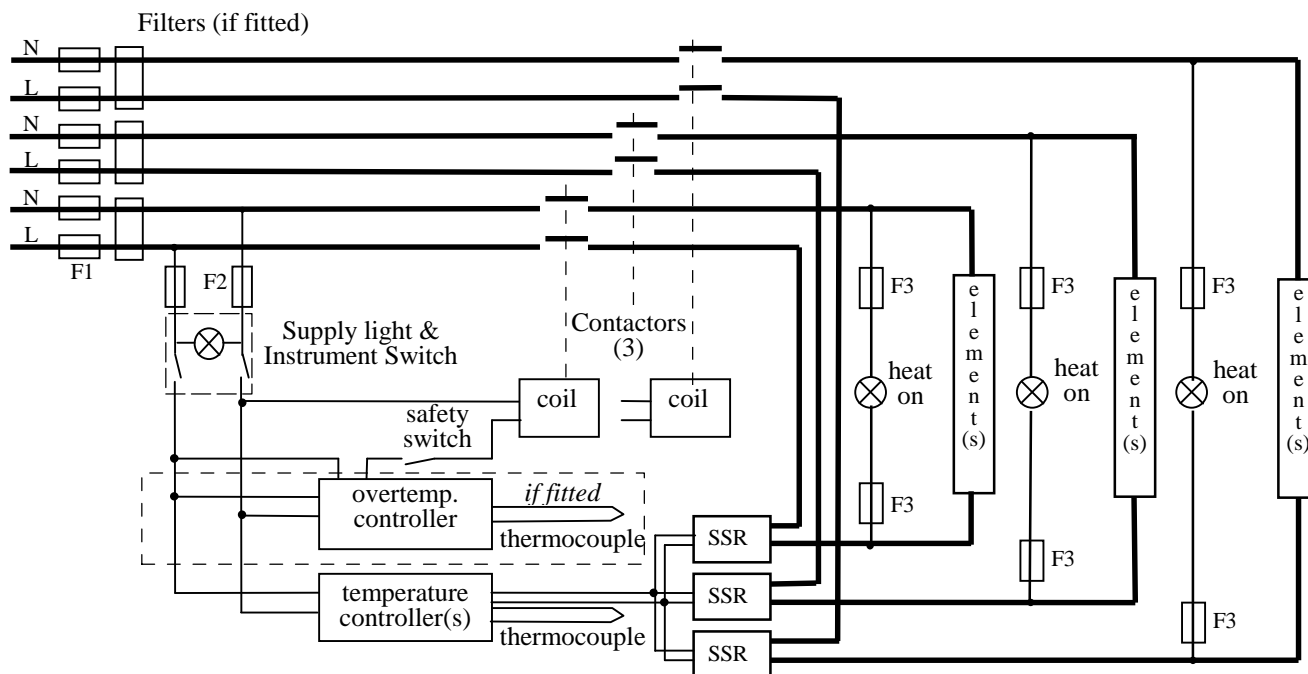 Filters (if fitted)
N
L
N
L
N
L
F1
F2
Supply light &
Instrument Switch
Contactors
(3)
coil
coil
safety
switch
overtemp.
controller
if fitted
thermocouple
temperature
controller(s)
thermocouple
SSR
SSR
SSR
F3
heat
on
F3
element(s)
F3
heat
on
F3
element(s)
F3
heat
on
F3
element(s)